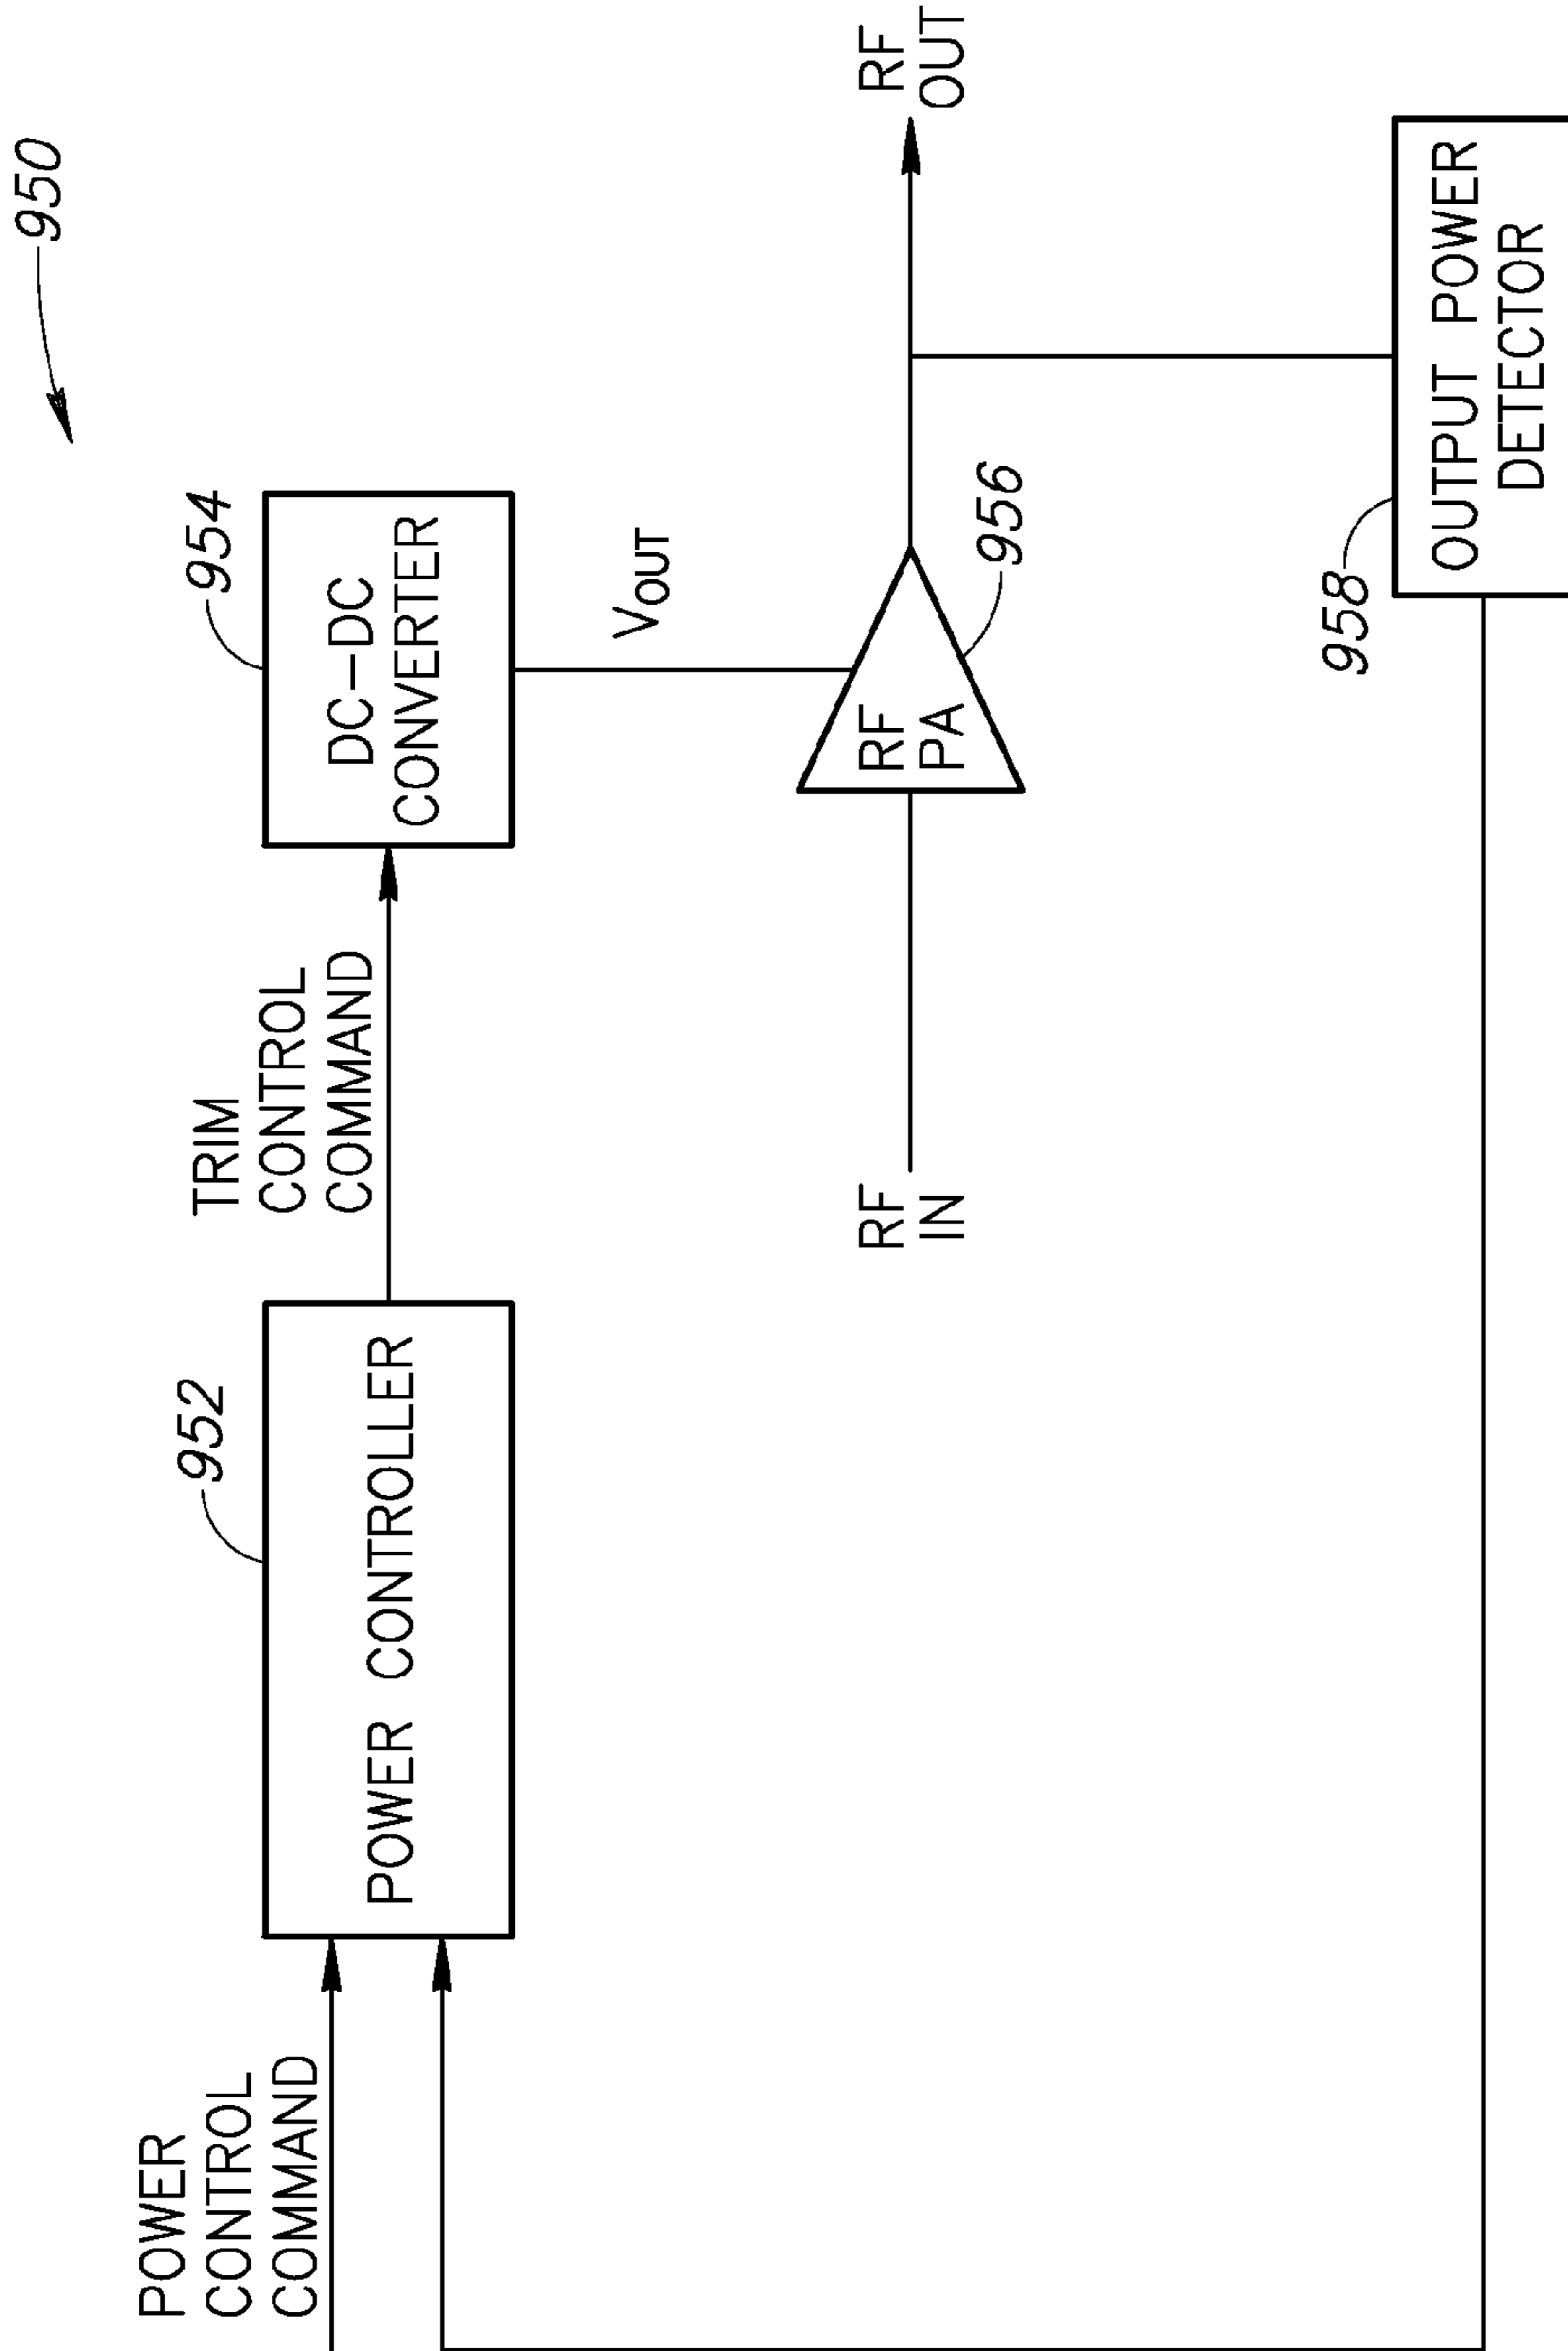 950
POWER
CONTROL
COMMAND
952
POWER CONTROLLER
TRIM
CONTROL
COMMAND
954
DC-DC
CONVERTER
VOUT
RF
IN
RF
PA
956
RF
OUT
958
OUTPUT POWER
DETECTOR